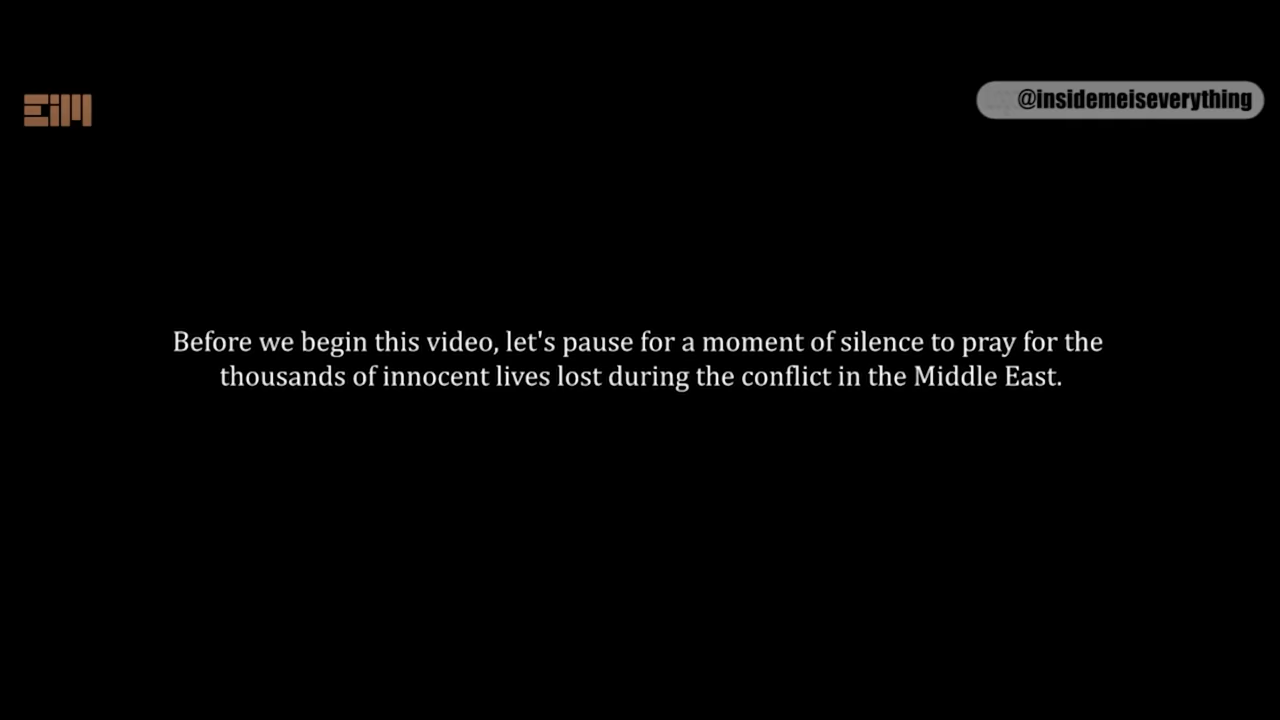 EiM
@insidemeiseverything
Before we begin this video, let's pause for a moment of silence to pray for the
thousands of innocent lives lost during the conflict in the Middle East.